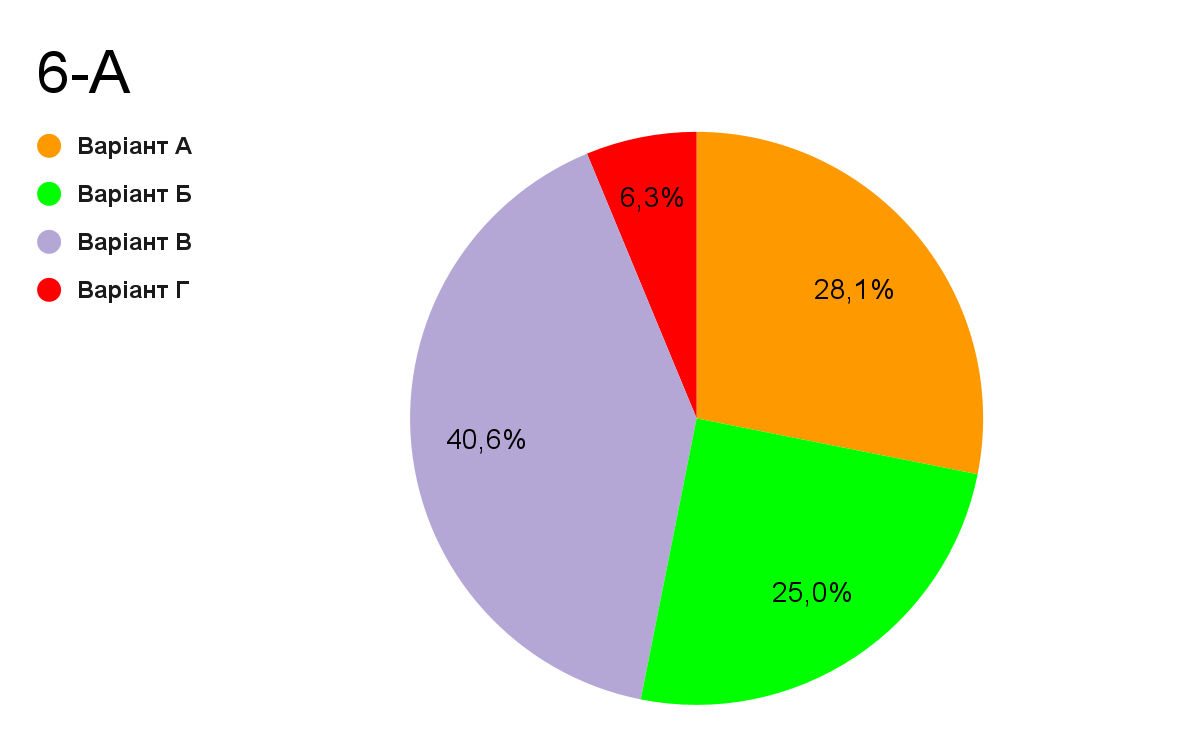 6-А
Варіант А
Варіант Б
Варіант В
Варіант Г
6,3%
28,1%
40,6%
25,0%